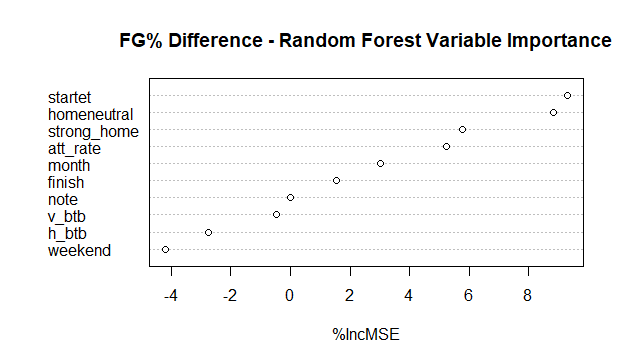 FG% Difference - Random Forest Variable Importance
startet
homeneutral
strong_home
att_rate
month
finish
note
v_btb
h_btb
weekend
-4 -2 0 2 4 6 8
%IncMSE